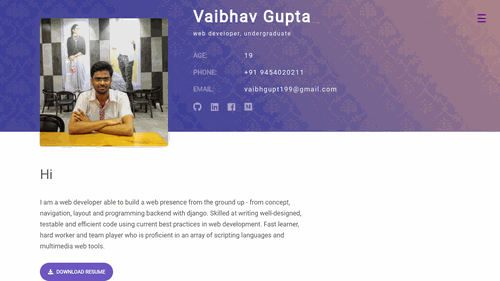 Vaibhav Gupta
web developer, undergraduate
AGE: 19
PHONE: +91 9454020211
EMAIL: vaibhgupt199@gmail.com
Hi
I am a web developer able to build a web presence from the ground up - from concept,
navigation, layout and programming backend with django. Skilled at writing well-designed,
testable and efficient code using current best practices in web development. Fast learner,
hard worker and team player who is proficient in an array of scripting languages and
multimedia web tools.
DOWNLOAD RESUME